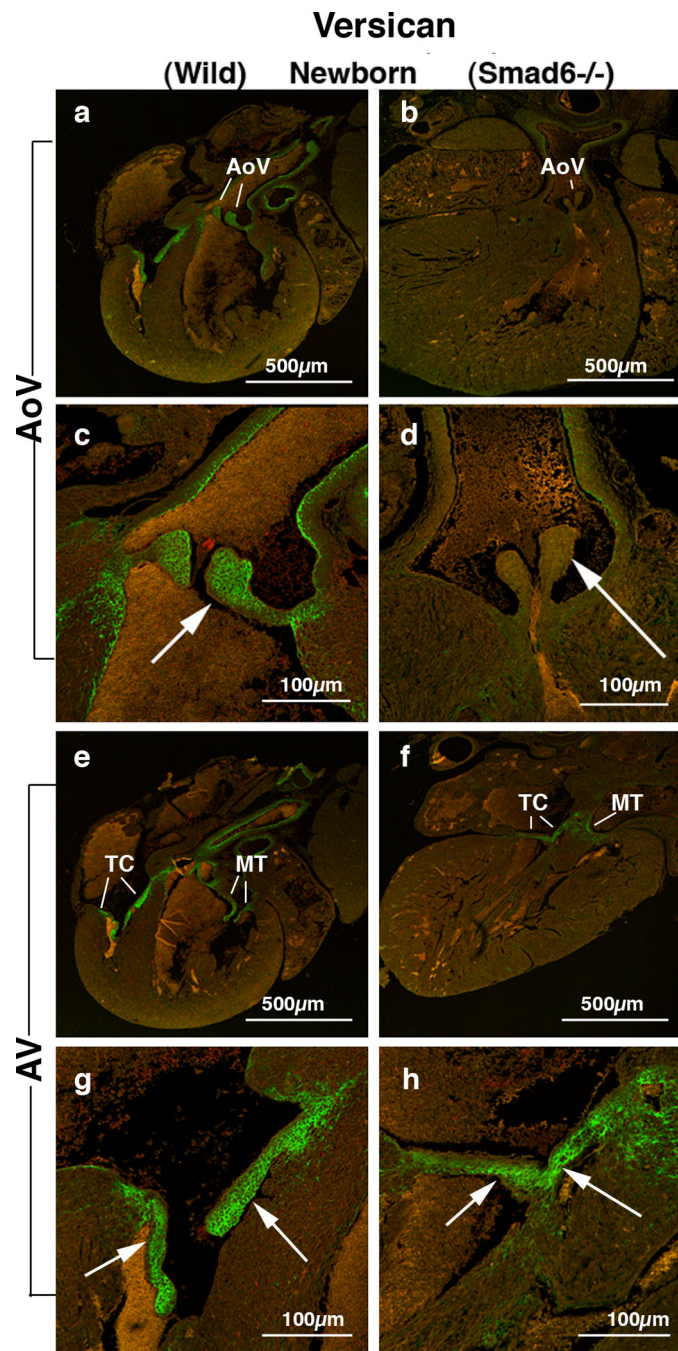 Versican
(Wild) Newborn (Smad6-/-)
AoV
a
AoV
500µm
b
AoV
500µm
c
100µm
d
100µm
AV
e
TC MT
500µm
f
TC MT
500µm
g
100µm
h
100µm